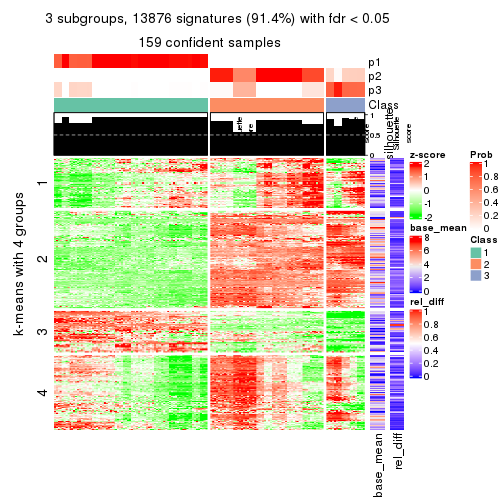 3 subgroups, 13876 signatures (91.4%) with fdr < 0.05
159 confident samples
p1
p2
p3
Class
1
0.5
0
silhouette
score
k-means with 4 groups
1
2
3
4
base_mean
rel_diff
z-score
2
1
0
-1
-2
base_mean
8
6
4
2
0
rel_diff
1
0.8
0.6
0.4
0.2
0
Prob
1
0.8
0.6
0.4
0.2
0
Class
1
2
3